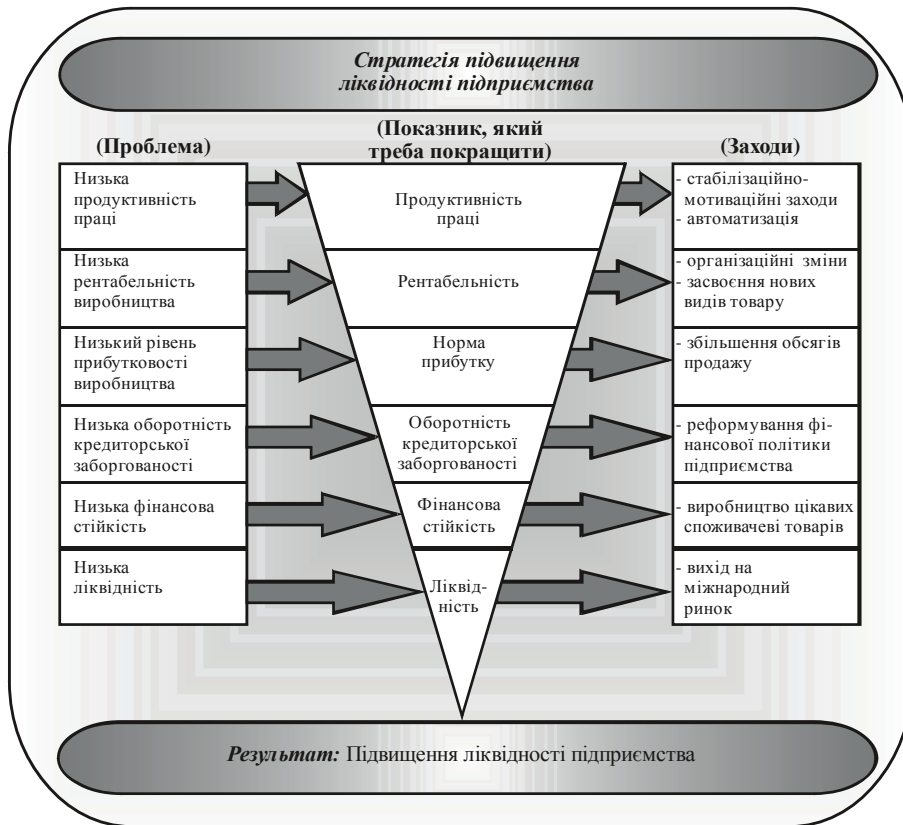 Стратегія підвищення
ліквідності підприємства
(Проблема)
(Показник, який
треба покращити)
(Заходи)
Низька
продуктивність
праці
Продуктивність
праці
- стабілізаційно-
мотиваційні заходи
- автоматизація
Низька
рентабельність
виробництва
Рентабельність
- організаційні зміни
- засвоєння нових
видів товару
Низький рівень
прибутковості
виробництва
Норма
прибутку
- збільшення обсягів
продажу
Низька оборотність
кредиторської
заборгованості
Оборотність
кредиторської
заборгованості
- реформування фі-
нансової політики
підприємства
Низька фінансова
стійкість
Фінансова
стійкість
- виробництво цікавих
споживачеві товарів
Низька
ліквідність
Ліквід-
ність
- вихід на
міжнародний
ринок
Результат: Підвищення ліквідності підприємства